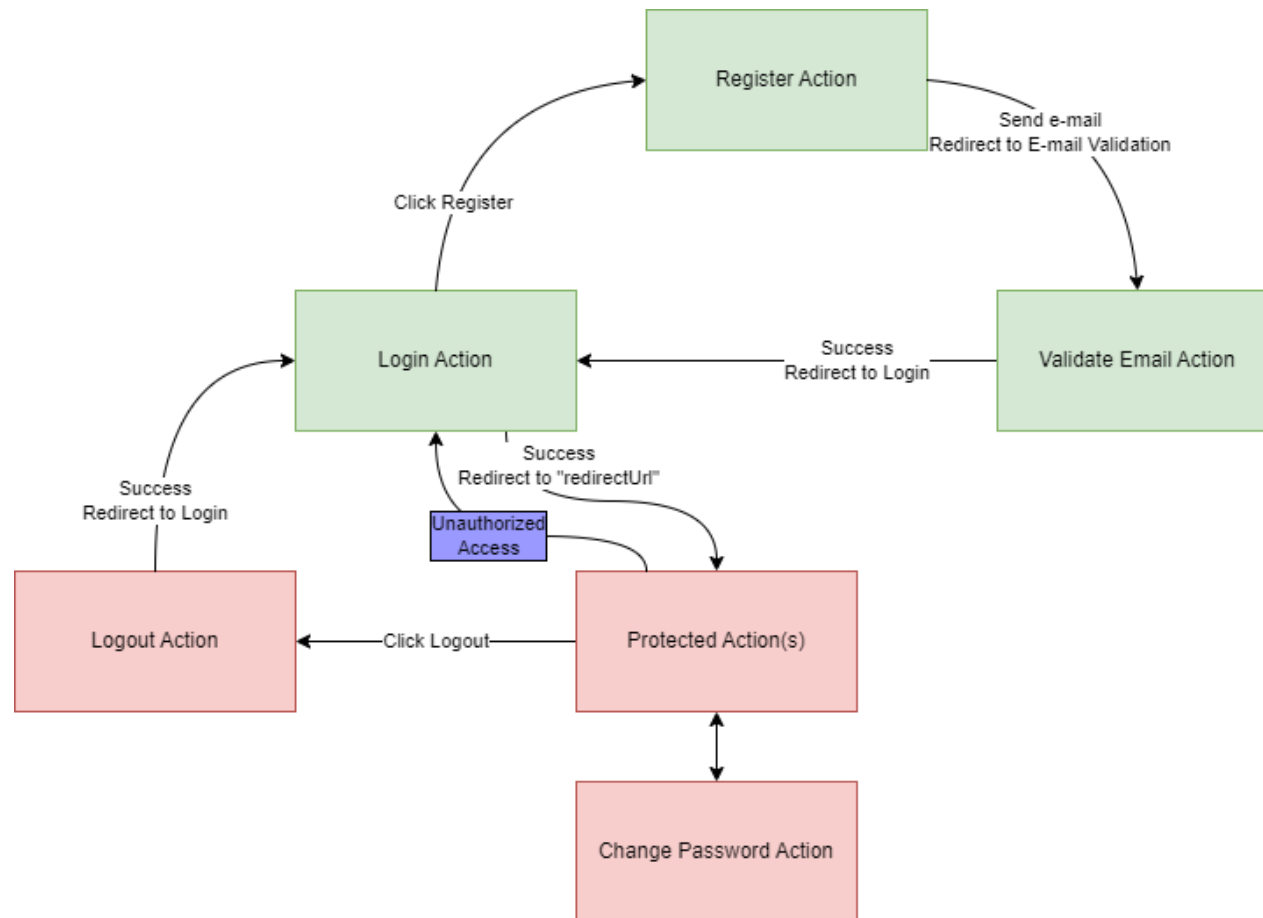 Register Action
Send e-mail
Redirect to E-mail Validation
Click Register
Login Action
Success
Redirect to Login
Validate Email Action
Success
Redirect to "redirectUrl"
Success
Redirect to Login
Unauthorized
Access
Logout Action
Click Logout
Protected Action(s)
Change Password Action